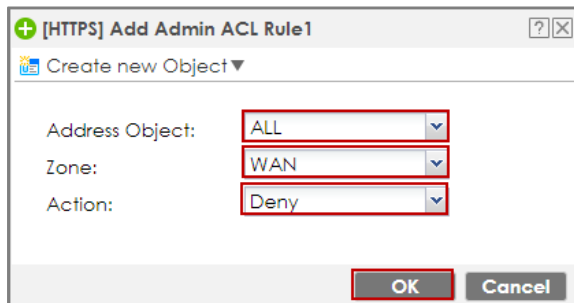 [HTTPS] Add Admin ACL Rule1
Create new Object▼
Address Object: ALL
Zone: WAN
Action: Deny
OK Cancel